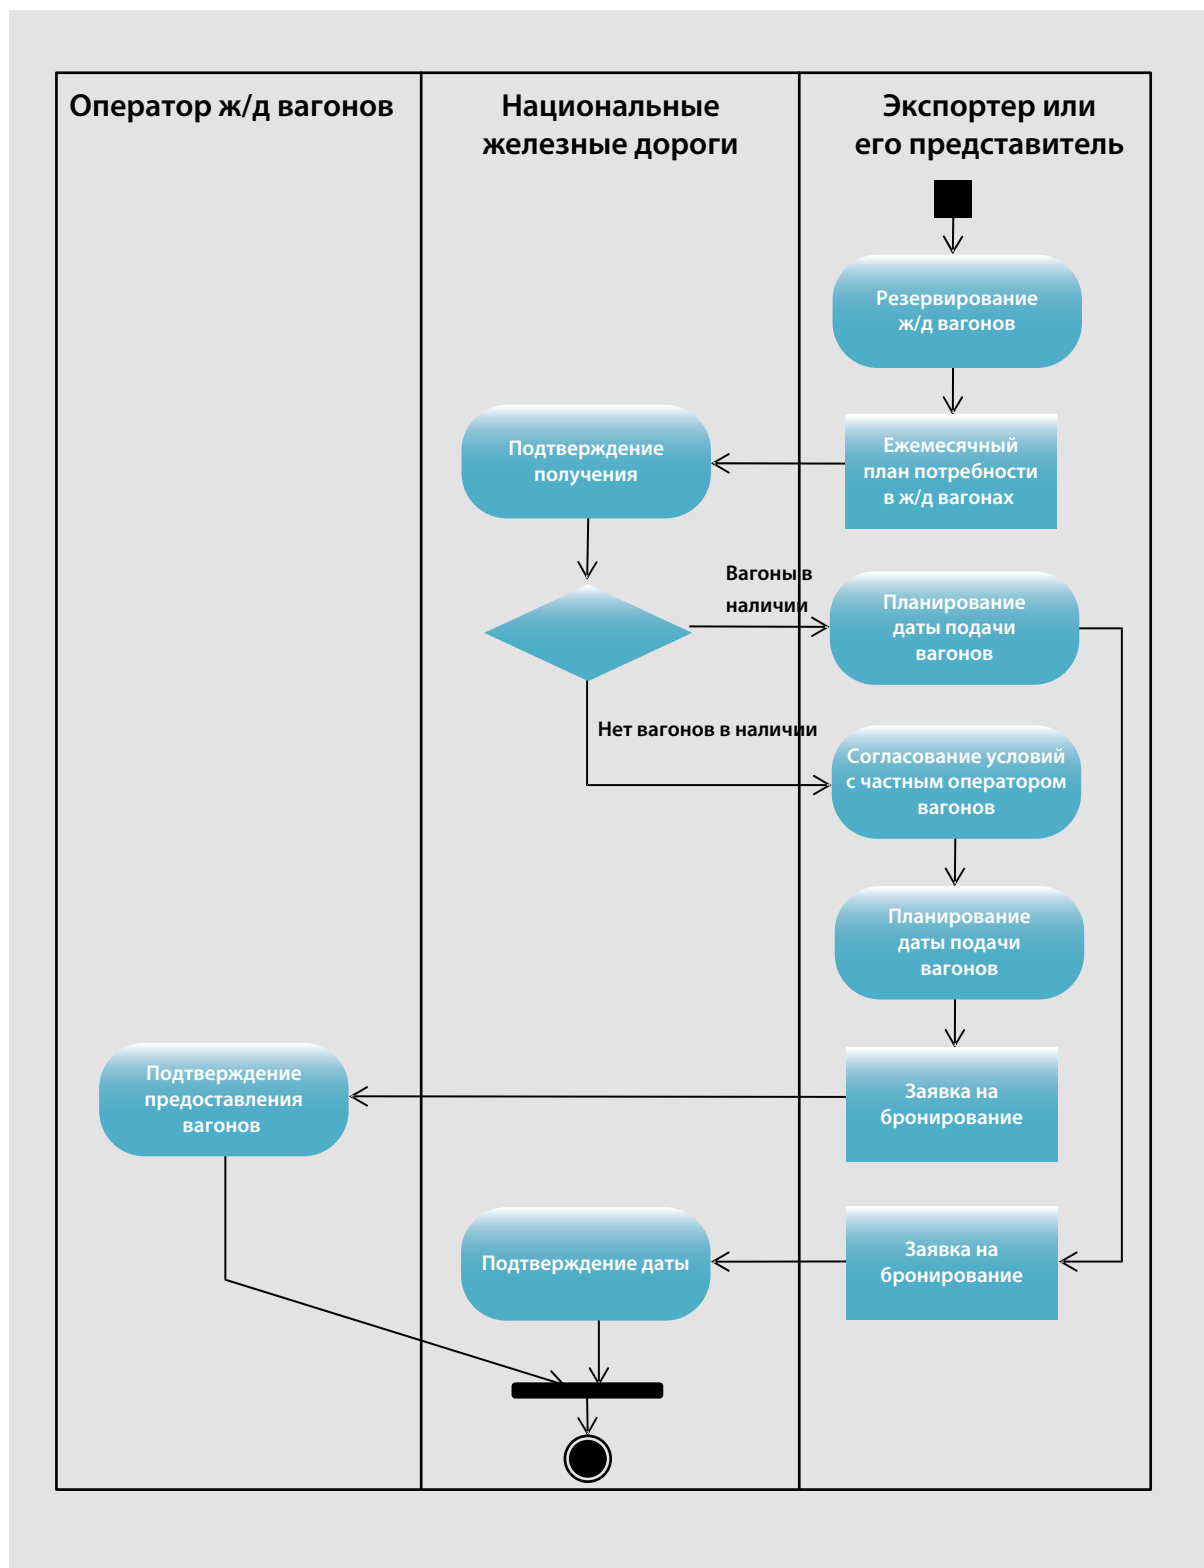 Оператор ж/д вагонов
Национальные
железные дороги
Экспортер или
его представитель
Резервирование
ж/д вагонов
Ежемесячный
план потребности
в ж/д вагонах
Подтверждение
получения
Вагоны в
наличии
Планирование
даты подачи
вагонов
Нет вагонов в наличии
Согласование условий
с частным оператором
вагонов
Планирование
даты подачи
вагонов
Заявка на
бронирование
Подтверждение
предоставления
вагонов
Заявка на
бронирование
Подтверждение даты